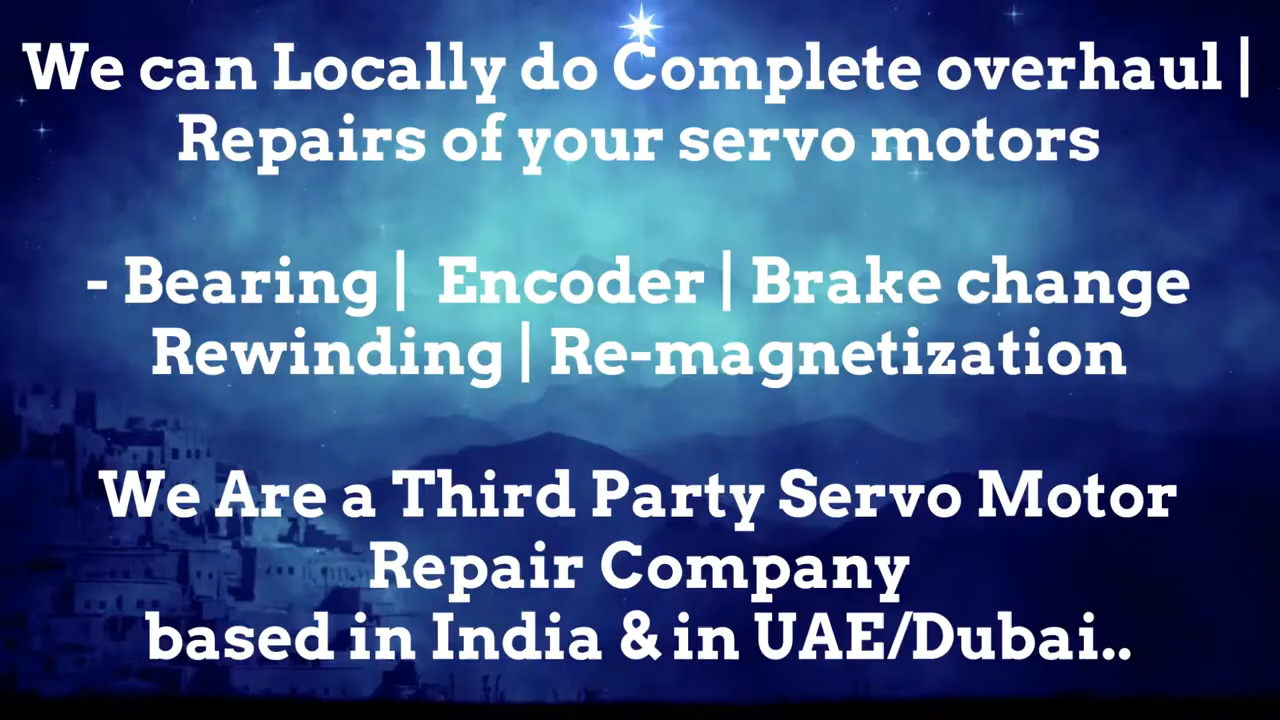 We can Locally do Complete overhaul |
Repairs of your servo motors
- Bearing | Encoder | Brake change
Rewinding | Re-magnetization
We Are a Third Party Servo Motor
Repair Company
based in India & in UAE/Dubai..